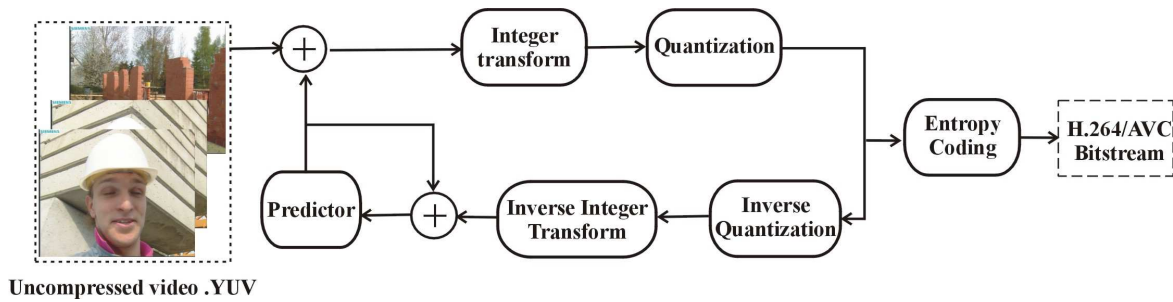 Integer
transform
Quantization
Entropy
Coding
H.264/AVC
Bitstream
Predictor
Inverse Integer
Transform
Inverse
Quantization
Uncompressed video .YUV